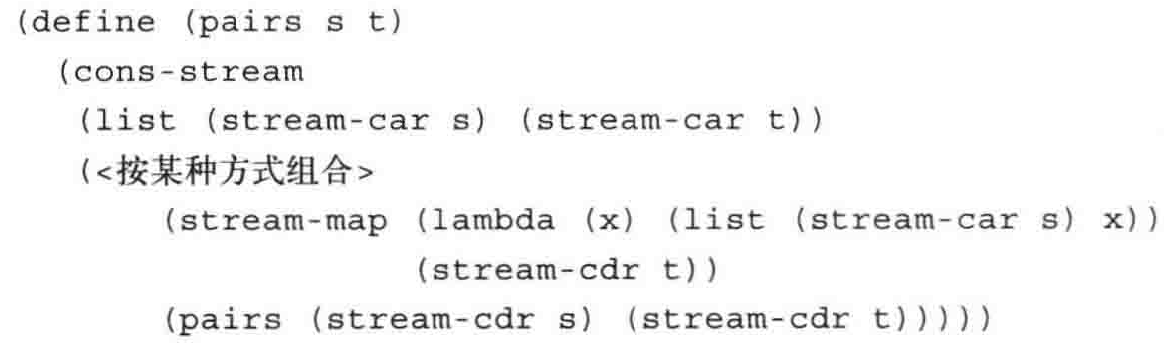 (define (pairs s t)
(cons-stream
(list (stream-car s) (stream-car t))
(<按某种方式组合>
(stream-map (lambda (x) (list (stream-car s) x))
(stream-cdr t))
(pairs (stream-cdr s) (stream-cdr t)))))